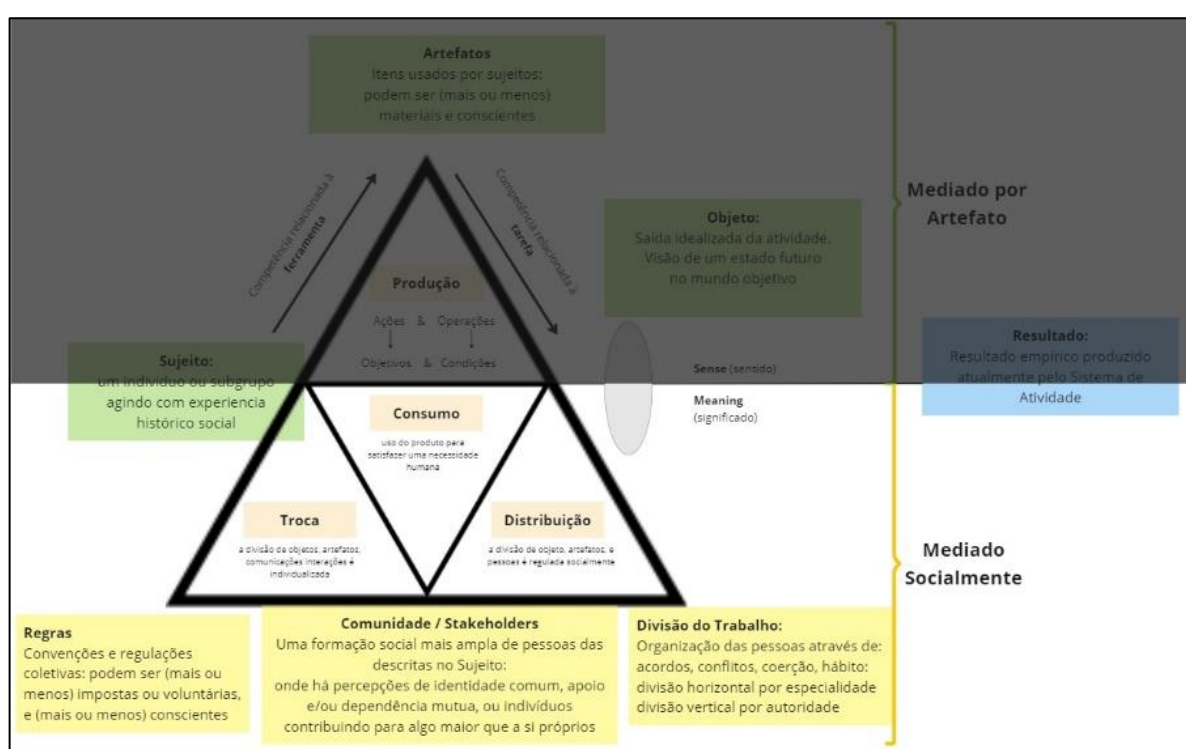 Artefatos
Itens usados por sujeitos:
podem ser (mais ou menos)
materiais e conscientes
Competência relacionada à
ferramenta
Competência relacionada à
tarefa
Mediado por
Artefato
Objeto:
Saída idealizada da atividade.
Visão de um estado futuro
no mundo objetivo
Produção
Ações & Operações
Objetivos & Condições
Sujeito:
um individuo ou subgrupo
agindo com experiencia
histórico social
Sense (sentido)
Meaning
(significado)
Resultado:
Resultado empírico produzido
atualmente pelo Sistema de
Atividade
Consumo
uso do produto para
satisfazer uma necessidade
humana
Troca
a divisão de objetos, artefatos,
comunicações interações é
individualizada
Distribuição
a divisão de objeto, artefatos, e
pessoas é regulada socialmente
Mediado
Socialmente
Regras
Convenções e regulações
coletivas: podem ser (mais ou
menos) impostas ou voluntárias,
e (mais ou menos) conscientes
Comunidade / Stakeholders
Uma formação social mais ampla de pessoas das
descritas no Sujeito:
onde há percepções de identidade comum, apoio
e/ou dependência mutua, ou indivíduos
contribuindo para algo maior que a si próprios
Divisão do Trabalho:
Organização das pessoas através de:
acordos, conflitos, coerção, hábito:
divisão horizontal por especialidade
divisão vertical por autoridade